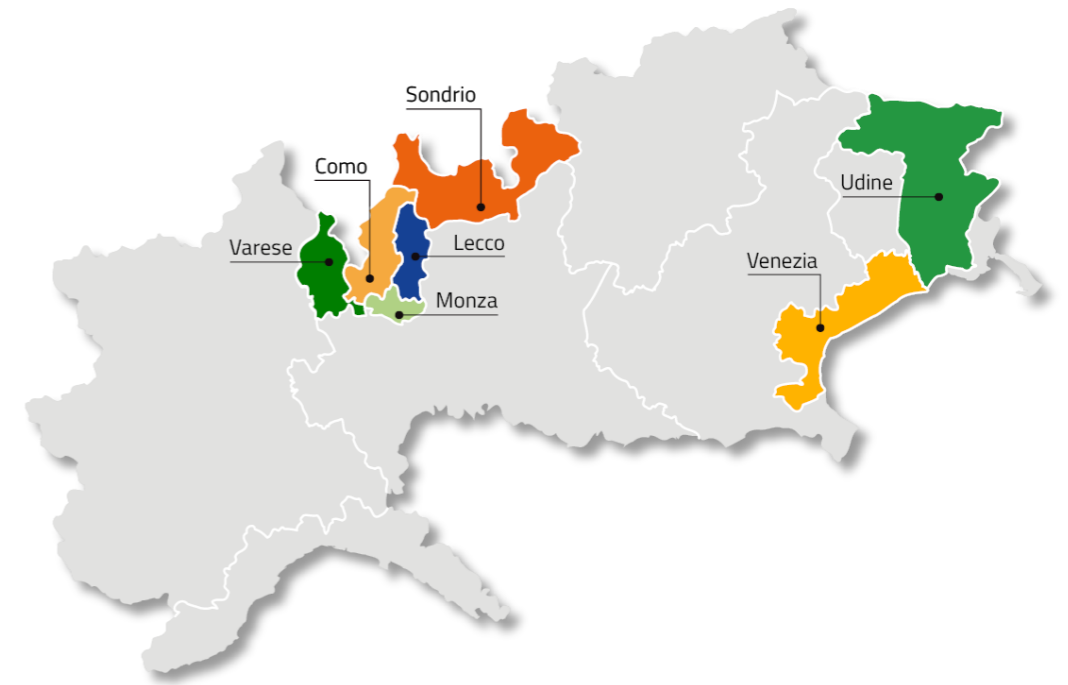 Sondrio
Como
Udine
Varese
Lecco
Venezia
Monza